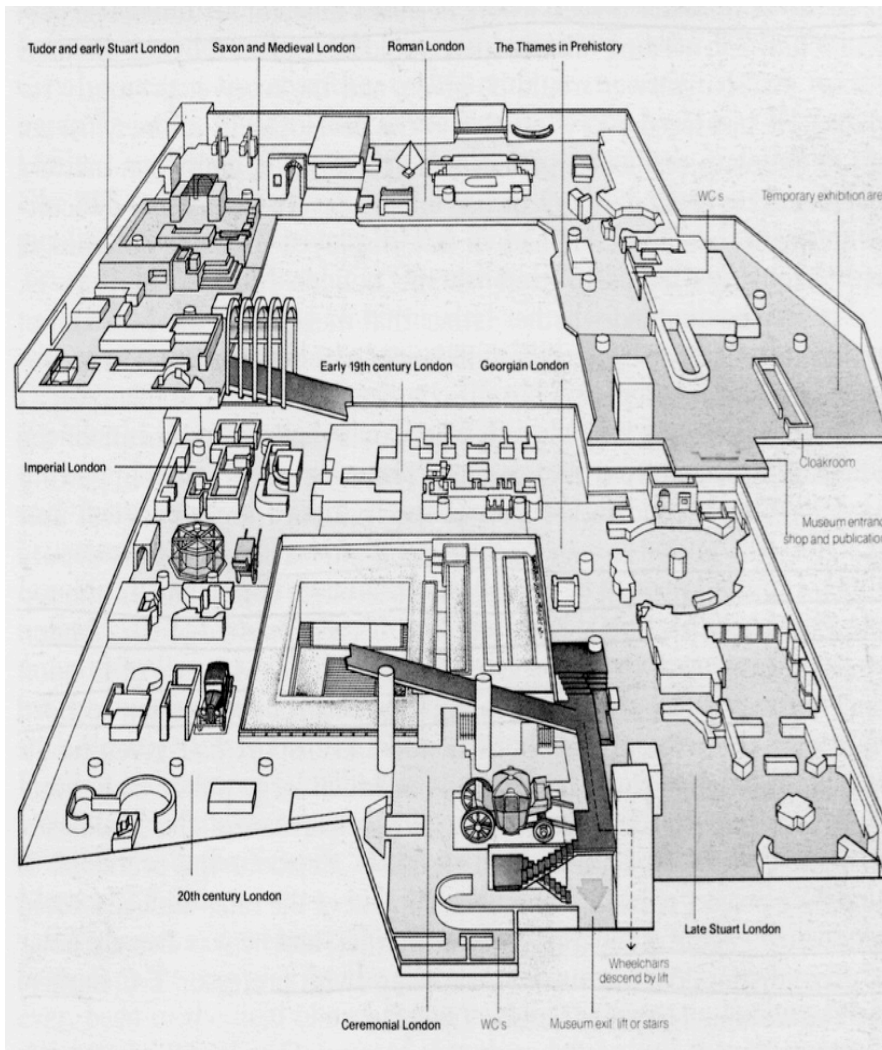 Tudor and early Stuart London
Saxon and Medieval London
Roman London
The Thames in Prehistory
WCs
Temporary exhibition are
Early 19th century London
Georgian London
Imperial London
Cloakroom
Museum entranc
shop and publication
20th century London
Late Stuart London
Wheelchairs
descend by lift
Ceremonial London
WCs
Museum exit: lift or stairs